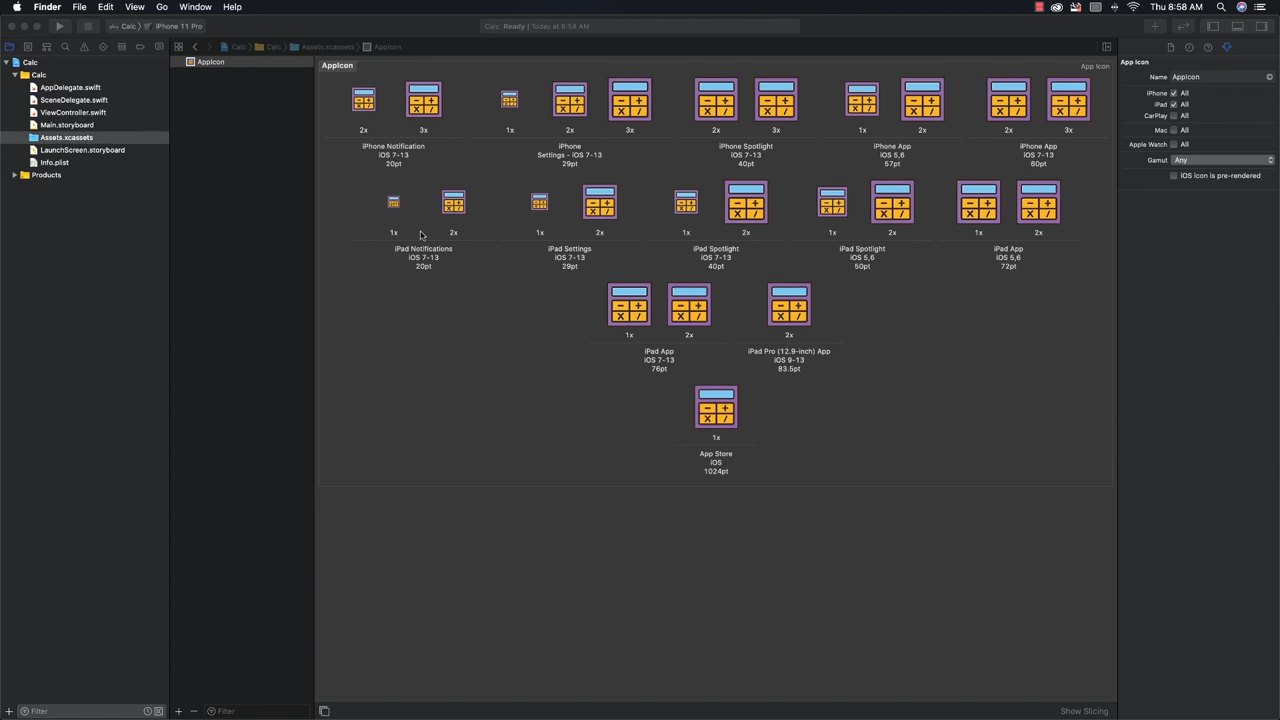 Finder File Edit View Go Window Help Thu 8:58 AM
Calc iPhone 11 Pro Calc: Ready | Today at 8:58 AM
Calc Calc Assets.xcassets AppIcon
Calc
Calc
AppDelegate.swift
SceneDelegate.swift
ViewController.swift
Main.storyboard
Assets.xcassets
LaunchScreen.storyboard
Info.plist
Products
Filter
AppIcon
Filter
AppIcon App Icon
2x 3x 1x 2x 3x 2x 3x 1x 2x 2x 3x
iPhone Notification
iOS 7-13
20pt
iPhone
Settings - iOS 7-13
29pt
iPhone Spotlight
iOS 7-13
40pt
iPhone App
iOS 5,6
57pt
iPhone App
iOS 7-13
60pt
1x 2x 1x 2x 1x 2x 1x 2x 1x 2x
iPad Notifications
iOS 7-13
20pt
iPad Settings
iOS 7-13
29pt
iPad Spotlight
iOS 7-13
40pt
iPad Spotlight
iOS 5,6
50pt
iPad App
iOS 5,6
72pt
1x 2x 2x
iPad App
iOS 7-13
76pt
iPad Pro (12.9-inch) App
iOS 9-13
83.5pt
1x
App Store
iOS
1024pt
Show Slicing
App Icon
Name AppIcon
iPhone All
iPad All
CarPlay All
Mac All
Apple Watch All
Gamut Any
iOS icon is pre-rendered